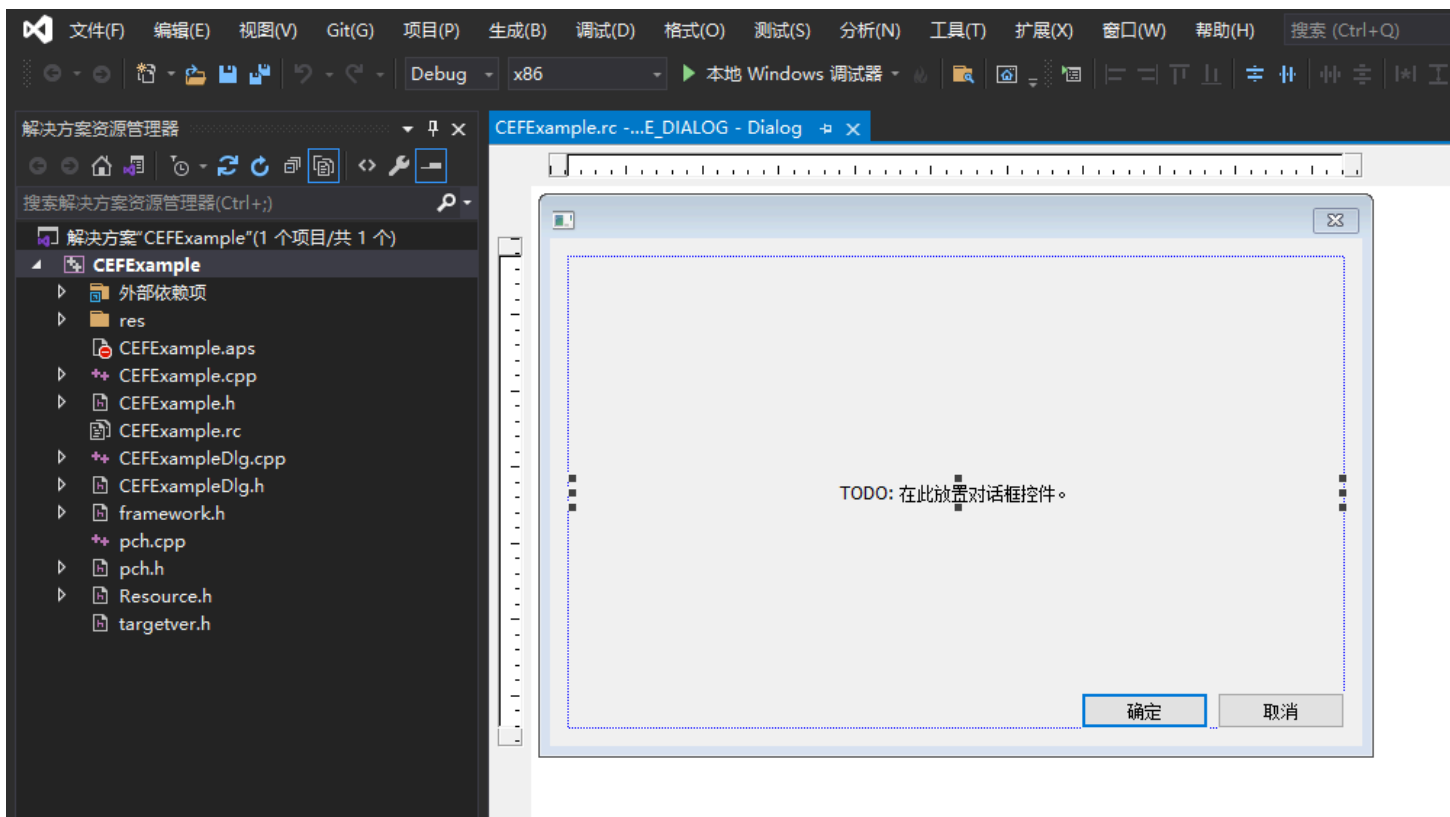 文件(F) 编辑(E) 视图(V) Git(G) 项目(P) 生成(B) 调试(D) 格式(O) 测试(S) 分析(N) 工具(T) 扩展(X) 窗口(W) 帮助(H) 搜索 (Ctrl+Q)
Debug x86 本地 Windows 调试器
解决方案资源管理器
CEFExample.rc -...E_DIALOG - Dialog
搜索解决方案资源管理器(Ctrl+;)
解决方案"CEFExample"(1 个项目/共 1 个)
CEFExample
外部依赖项
res
CEFExample.aps
CEFExample.cpp
CEFExample.h
CEFExample.rc
CEFExampleDlg.cpp
CEFExampleDlg.h
framework.h
pch.cpp
pch.h
Resource.h
targetver.h
TODO: 在此放置对话框控件。
确定 取消